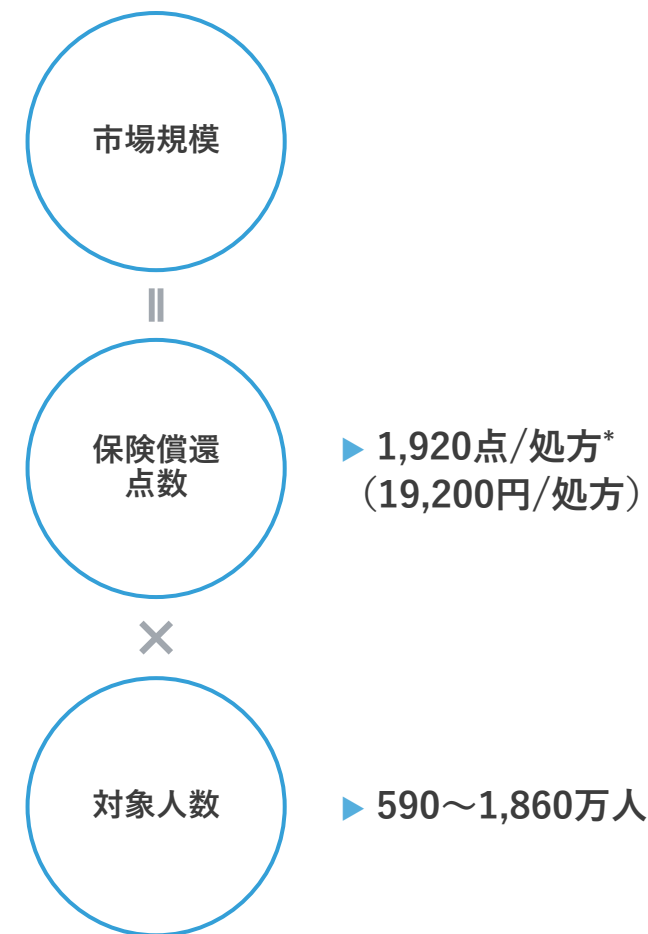 市場規模
=
保険償還
点数
▶ 1,920点/処方*
（19,200円/処方）
×
対象人数
▶ 590〜1,860万人